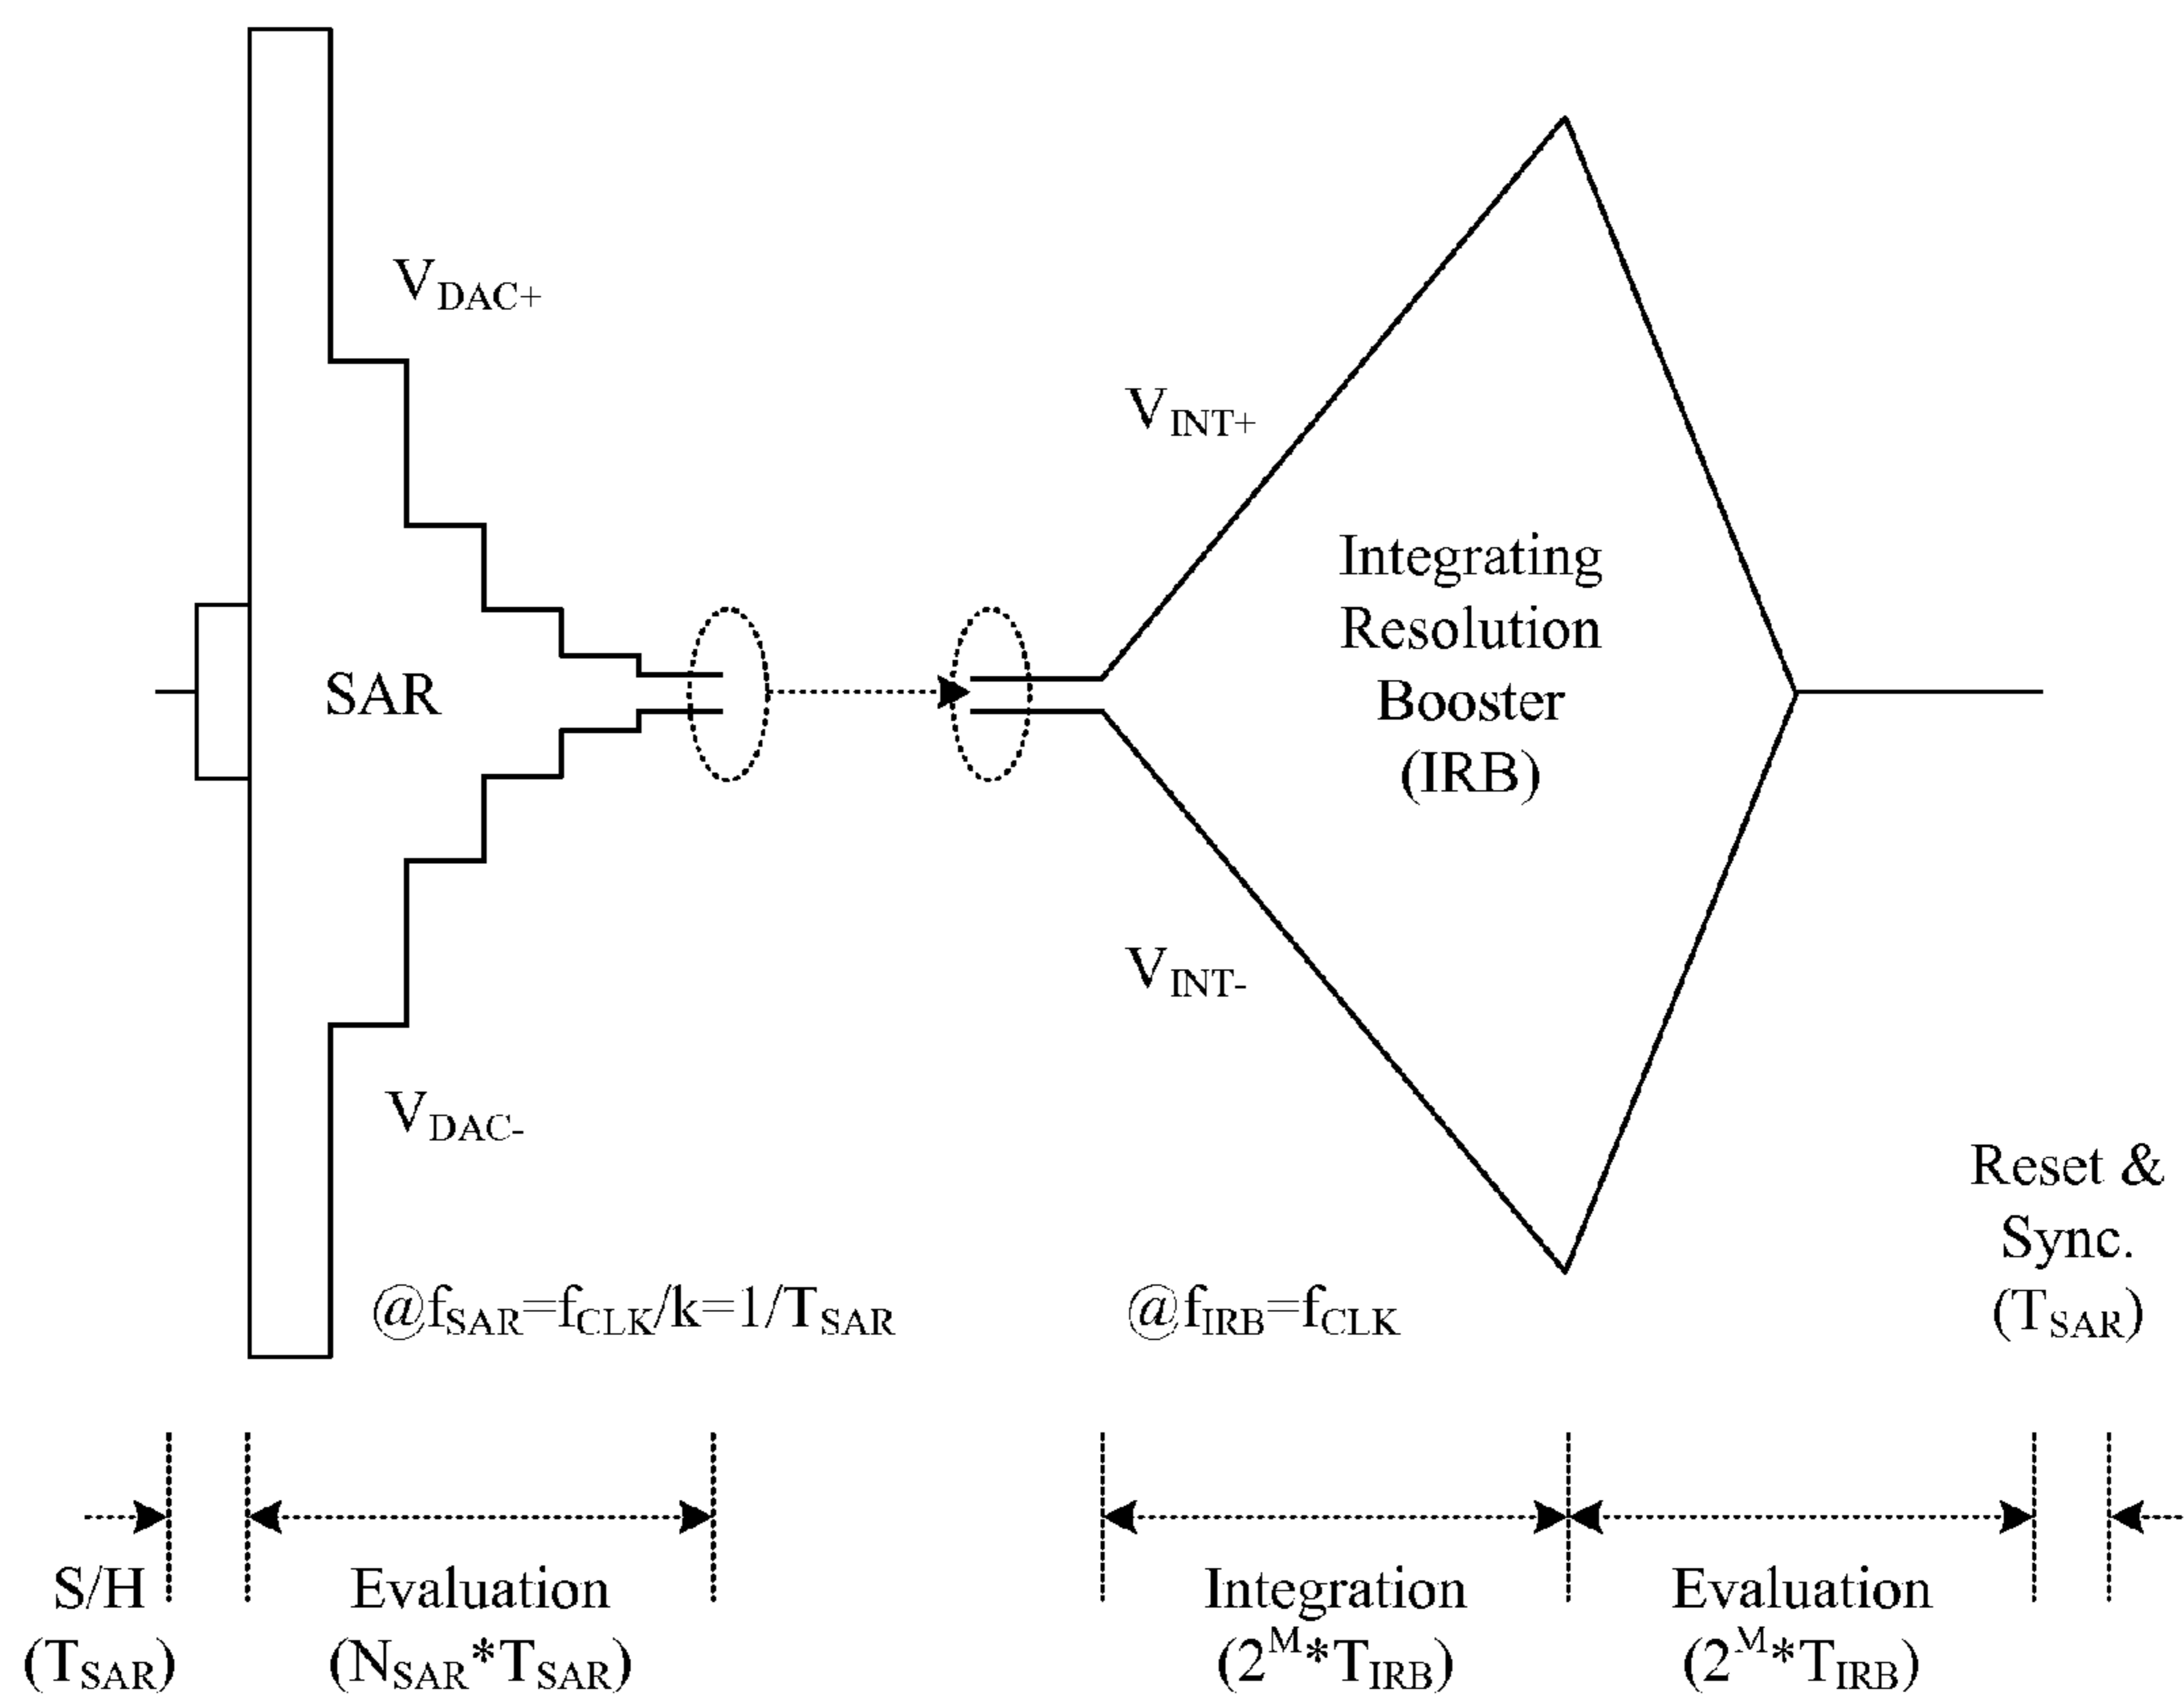 V_DAC+
V_INT+
Integrating
Resolution
Booster
(IRB)
SAR
V_INT-
V_DAC-
Reset &
Sync.
(T_SAR)
@f_SAR=f_CLK/k=1/T_SAR
@f_IRB=f_CLK
S/H
(T_SAR)
Evaluation
(N_SAR*T_SAR)
Integration
(2^M*T_IRB)
Evaluation
(2^M*T_IRB)